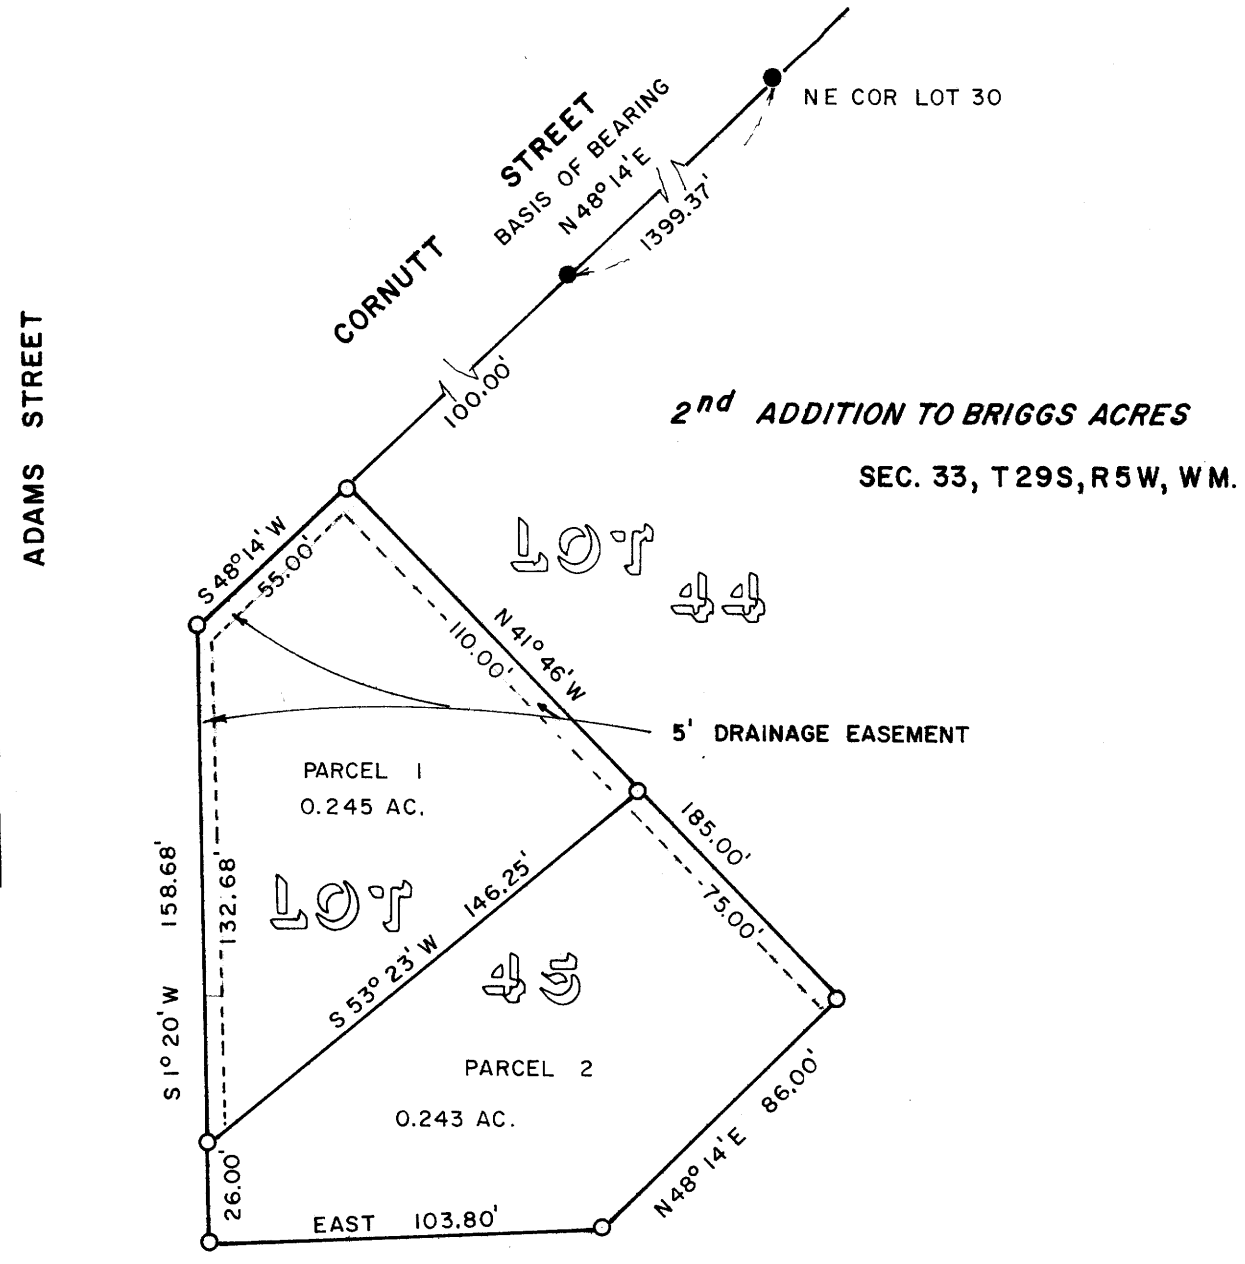 NE COR LOT 30
CORNUTT STREET
BASIS OF BEARING
N 48° 14' E
1399.37'
100.00'
ADAMS STREET
2nd ADDITION TO BRIGGS ACRES
SEC. 33, T29S, R5W, WM.
S 48° 14' W
55.00'
LOT
44
N 41° 46' W
110.00'
5' DRAINAGE EASEMENT
PARCEL 1
0.245 AC.
185.00'
75.00'
158.68'
S 1° 20' W
132.68'
LOT
45
146.25'
S 53° 23' W
PARCEL 2
0.243 AC.
86.00'
N 48° 14' E
26.00'
EAST 103.80'